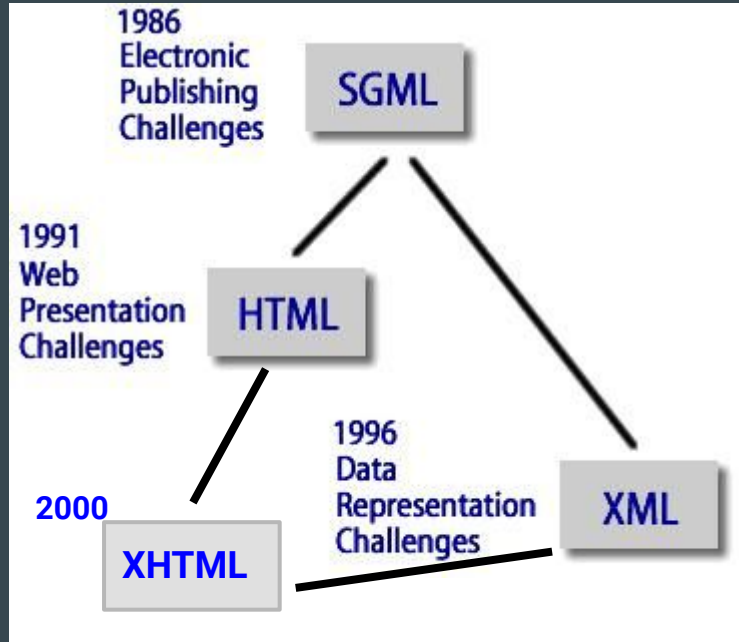 1986
Electronic
Publishing
Challenges
SGML
1991
Web
Presentation
Challenges
HTML
1996
Data
Representation
Challenges
XML
2000
XHTML